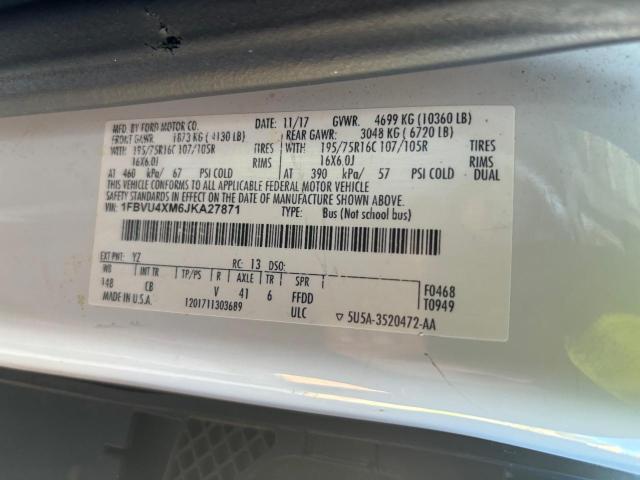 MFD. BY FORD MOTOR CO. DATE: 11/17 GVWR: 4699 KG (10360 LB)
FRONT GAWR: 1873 KG (4130 LB) REAR GAWR: 3048 KG (6720 LB)
WITH 195/75R16C 107/105R TIRES WITH: 195/75R16C 107/105R TIRES
16X6.0J RIMS 16X6.0J RIMS
AT 460 kPa/ 67 PSI COLD AT 390 kPa/ 57 PSI COLD DUAL
THIS VEHICLE CONFORMS TO ALL APPLICABLE FEDERAL MOTOR VEHICLE
SAFETY STANDARDS IN EFFECT ON THE DATE OF MANUFACTURE SHOWN ABOVE.
VIN: 1FBVU4XM6JKA27871 TYPE: Bus (Not school bus)
EXT PNT: YZ RC: 13 DSO:
WB INT TR TP/PS R AXLE TR SPR F0468
148 CB V 41 6 FFDD T0949
MADE IN U.S.A. 1201711303689 ULC ▽ 5U5A-3520472-AA